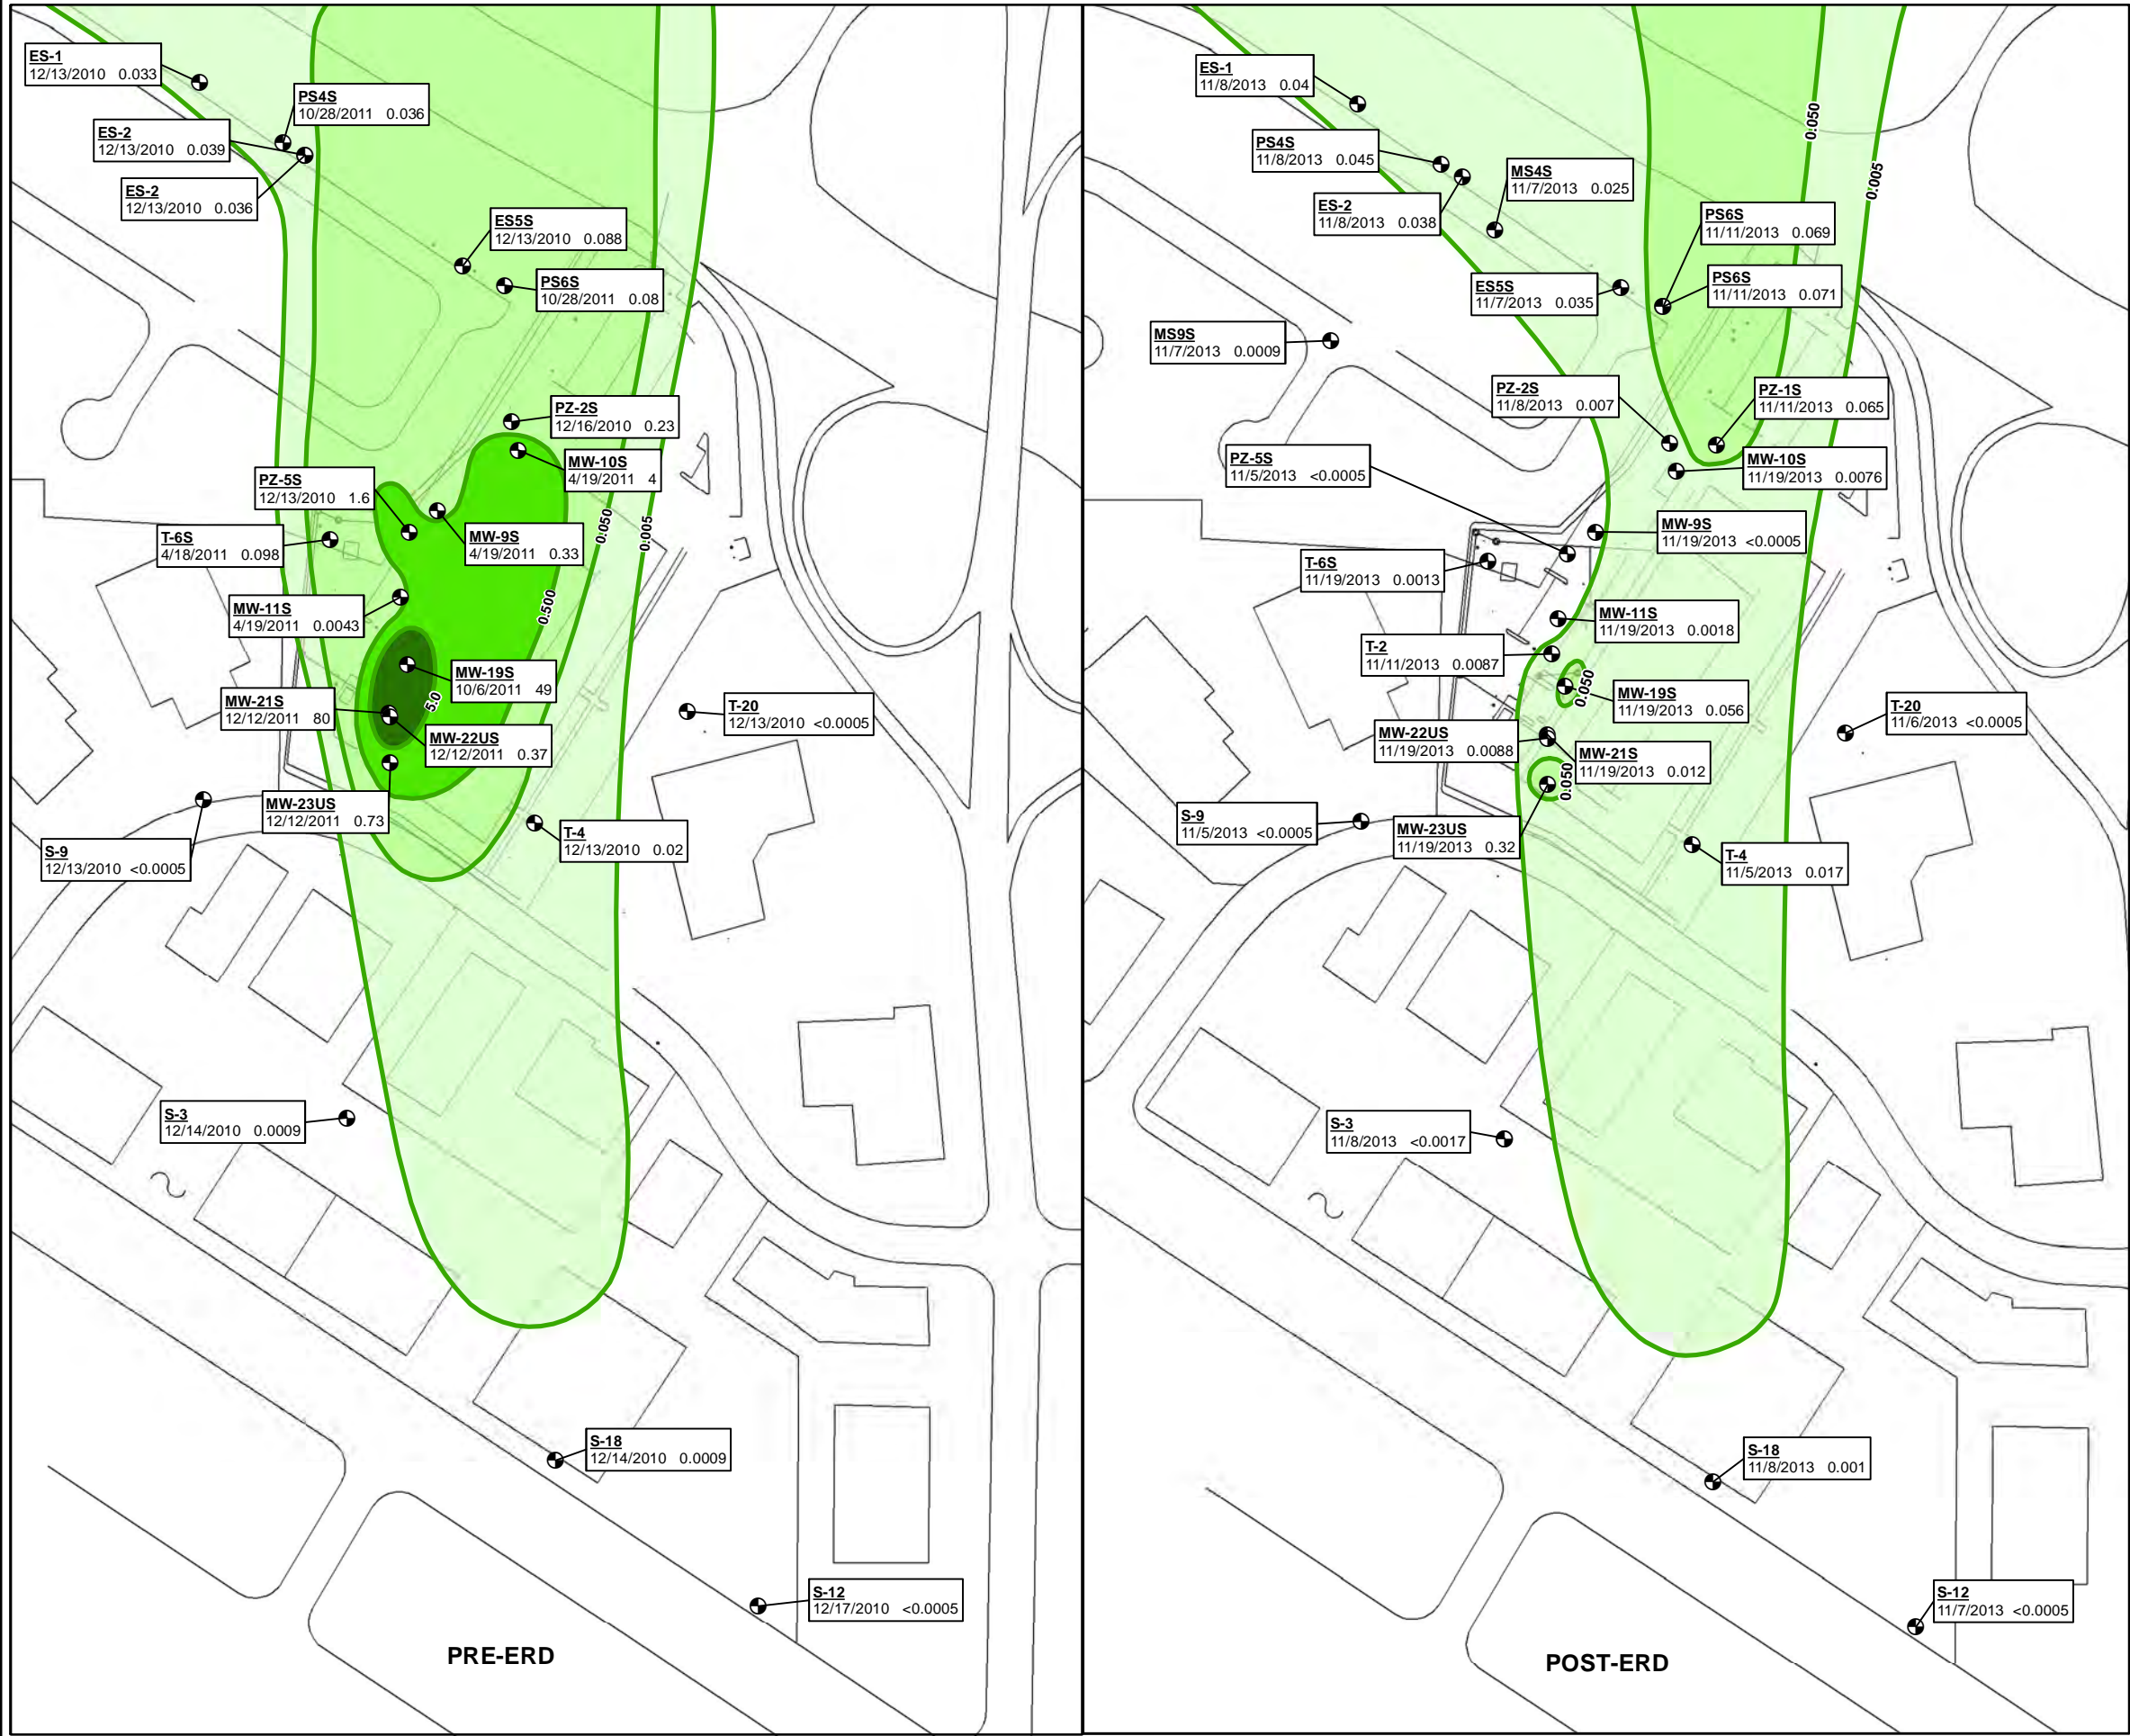 ES-1
12/13/2010 0.033
PS4S
10/28/2011 0.036
ES-2
12/13/2010 0.039
ES-2
12/13/2010 0.036
ES5S
12/13/2010 0.088
PS6S
10/28/2011 0.08
PZ-2S
12/16/2010 0.23
MW-10S
4/19/2011 4
PZ-5S
12/13/2010 1.6
MW-9S
4/19/2011 0.33
T-6S
4/18/2011 0.098
0.050
0.005
MW-11S
4/19/2011 0.0043
0.500
MW-19S
10/6/2011 49
5.0
MW-21S
12/12/2011 80
MW-22US
12/12/2011 0.37
T-20
12/13/2010 <0.0005
MW-23US
12/12/2011 0.73
S-9
12/13/2010 <0.0005
T-4
12/13/2010 0.02
S-3
12/14/2010 0.0009
S-18
12/14/2010 0.0009
S-12
12/17/2010 <0.0005
PRE-ERD
ES-1
11/8/2013 0.04
0.050
0.005
PS4S
11/8/2013 0.045
MS4S
11/7/2013 0.025
ES-2
11/8/2013 0.038
PS6S
11/11/2013 0.069
PS6S
11/11/2013 0.071
ES5S
11/7/2013 0.035
MS9S
11/7/2013 0.0009
PZ-2S
11/8/2013 0.007
PZ-1S
11/11/2013 0.065
PZ-5S
11/5/2013 <0.0005
MW-10S
11/19/2013 0.0076
MW-9S
11/19/2013 <0.0005
T-6S
11/19/2013 0.0013
MW-11S
11/19/2013 0.0018
T-2
11/11/2013 0.0087
0.050
MW-19S
11/19/2013 0.056
T-20
11/6/2013 <0.0005
MW-22US
11/19/2013 0.0088
MW-21S
11/19/2013 0.012
0.050
S-9
11/5/2013 <0.0005
MW-23US
11/19/2013 0.32
T-4
11/5/2013 0.017
S-3
11/8/2013 <0.0017
S-18
11/8/2013 0.001
S-12
11/7/2013 <0.0005
POST-ERD